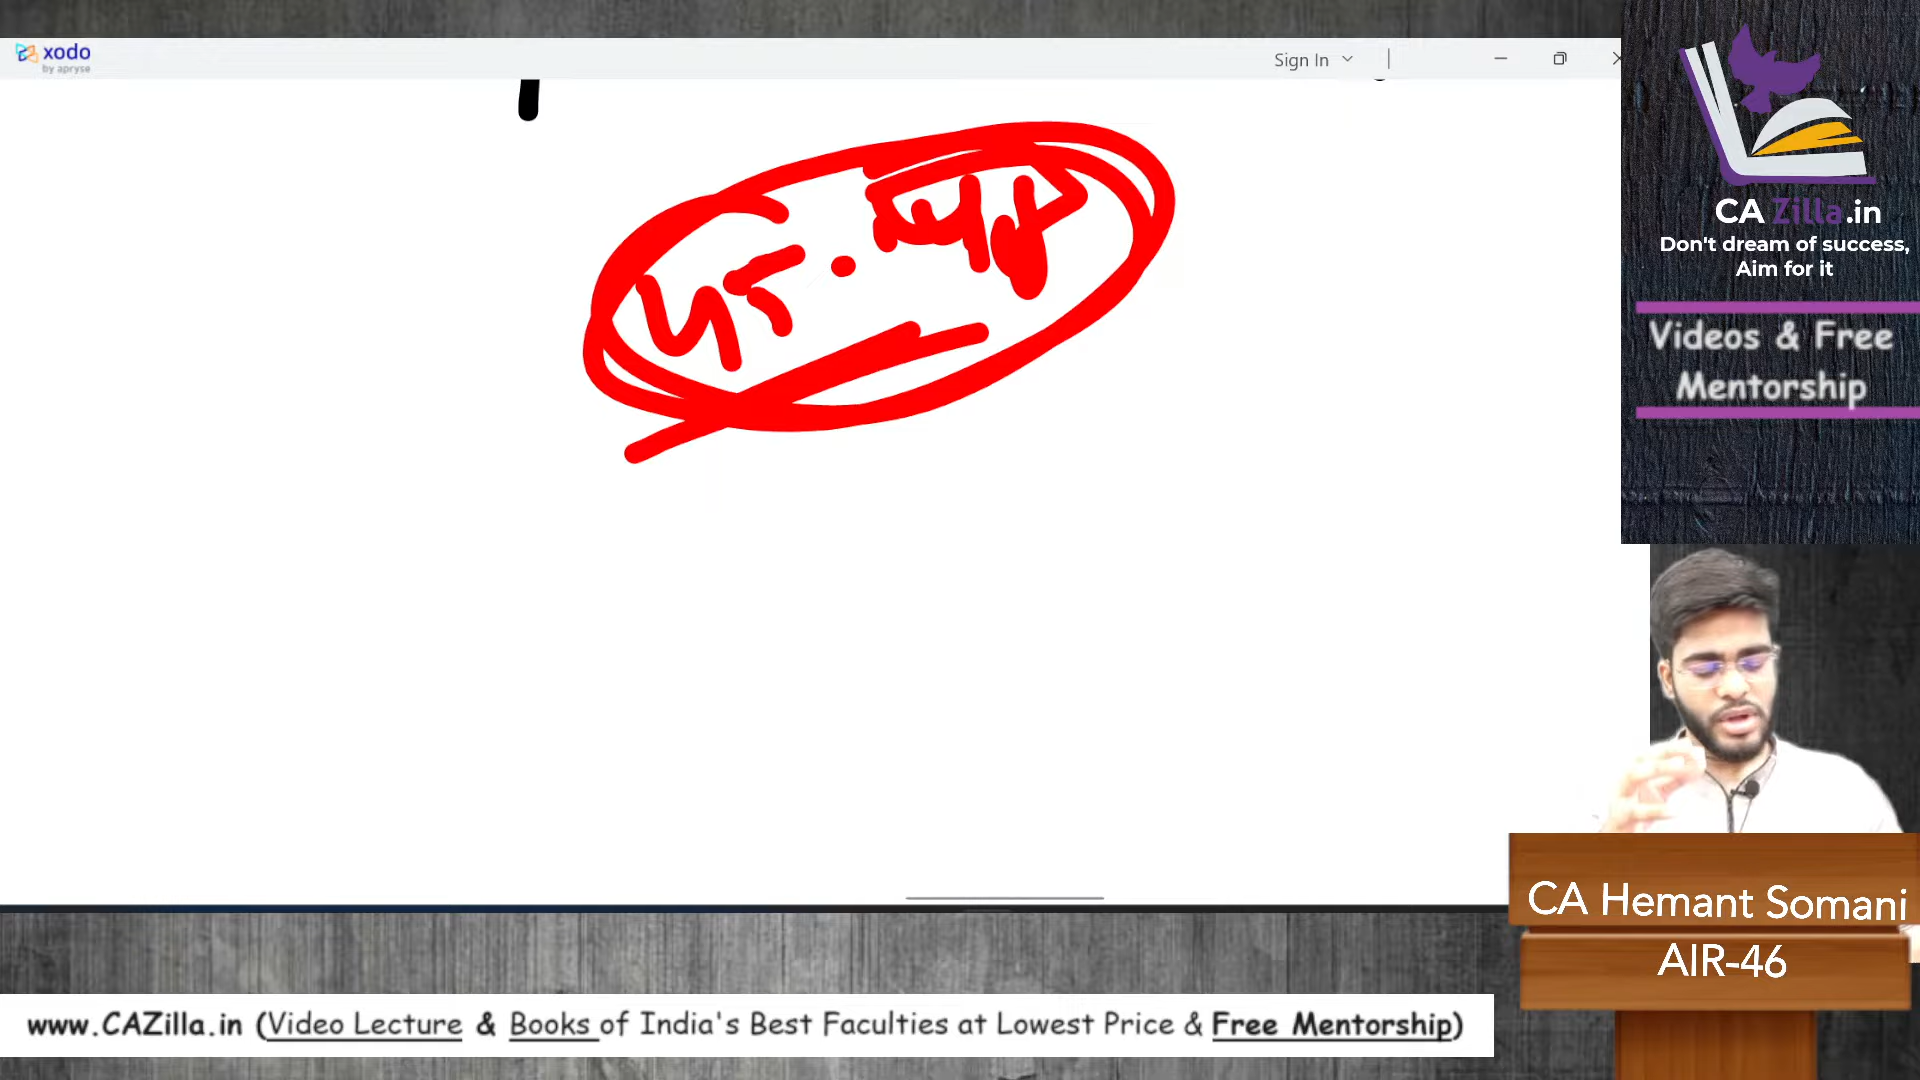 xodo
by apryse
Sign In
CA Zilla.in
Don't dream of success,
Aim for it
Videos & Free
Mentorship
CA Hemant Somani
AIR-46
www.CAZilla.in (Video Lecture & Books of India's Best Faculties at Lowest Price & Free Mentorship)